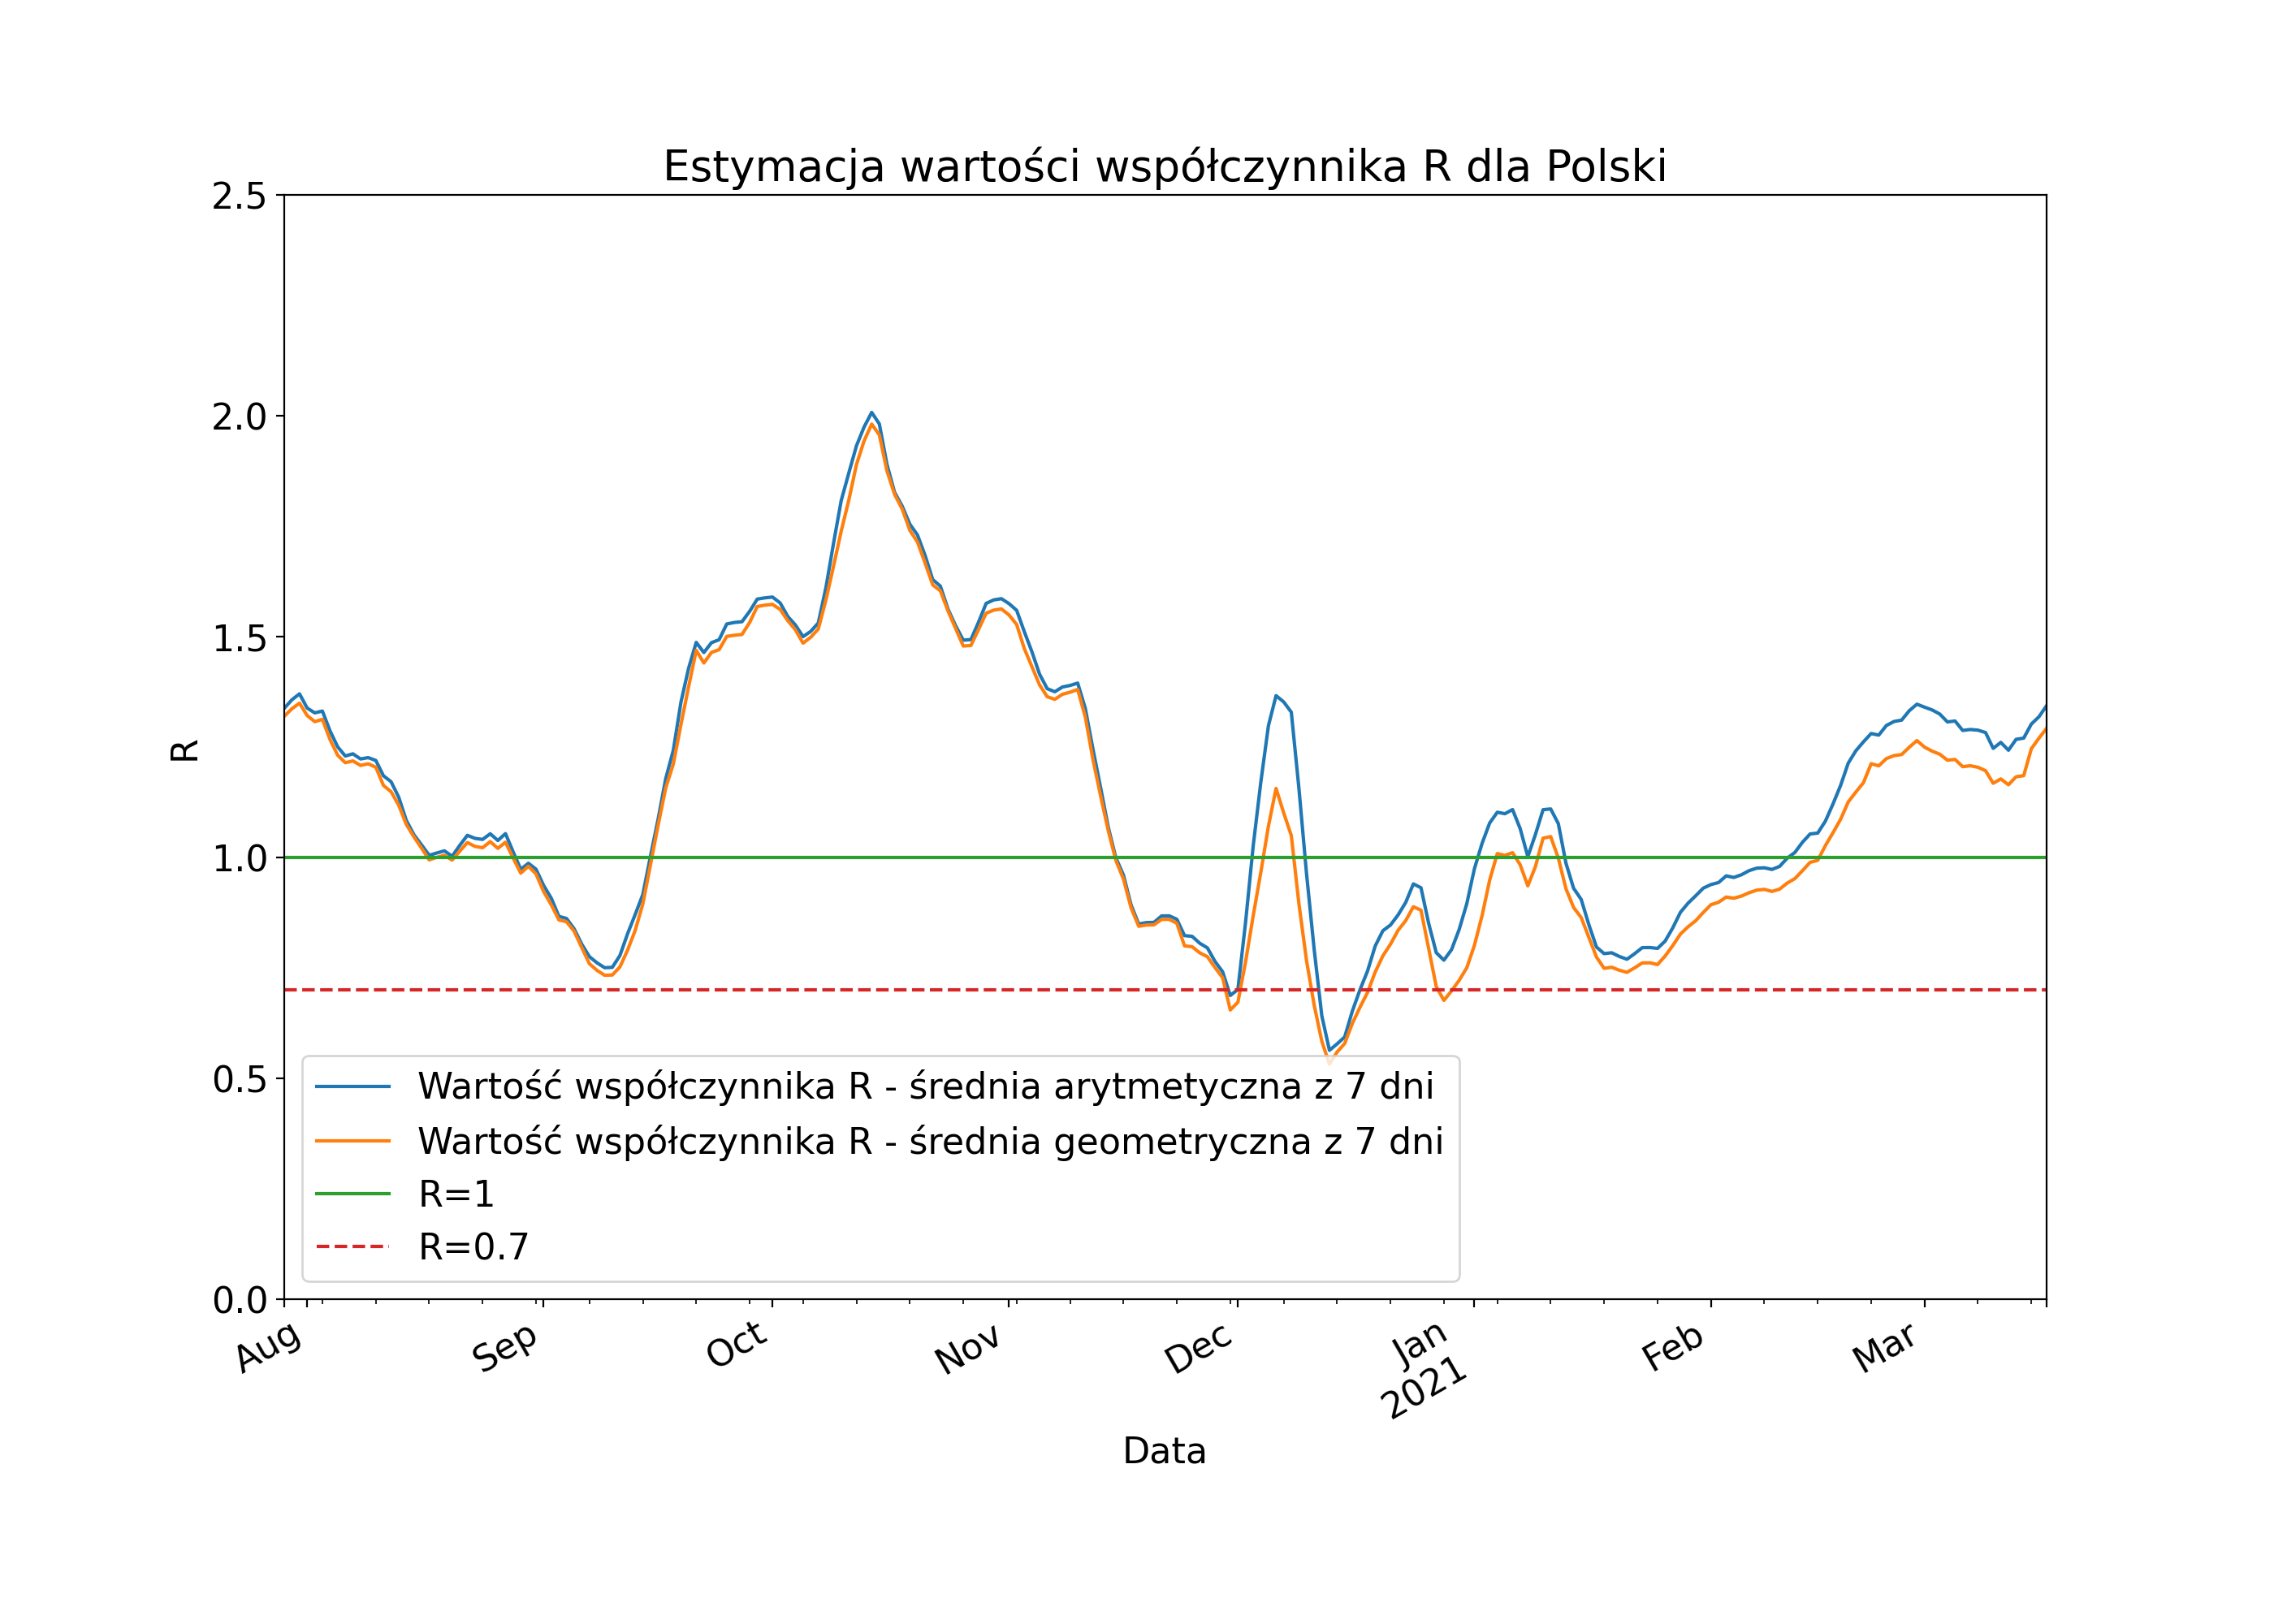 Estymacja wartości współczynnika R dla Polski
2.5
2.0
1.5
1.0
0.5
0.0
R
Wartość współczynnika R - średnia arytmetyczna z 7 dni
Wartość współczynnika R - średnia geometryczna z 7 dni
R=1
R=0.7
Aug
Sep
Oct
Nov
Dec
Jan
2021
Feb
Mar
Data